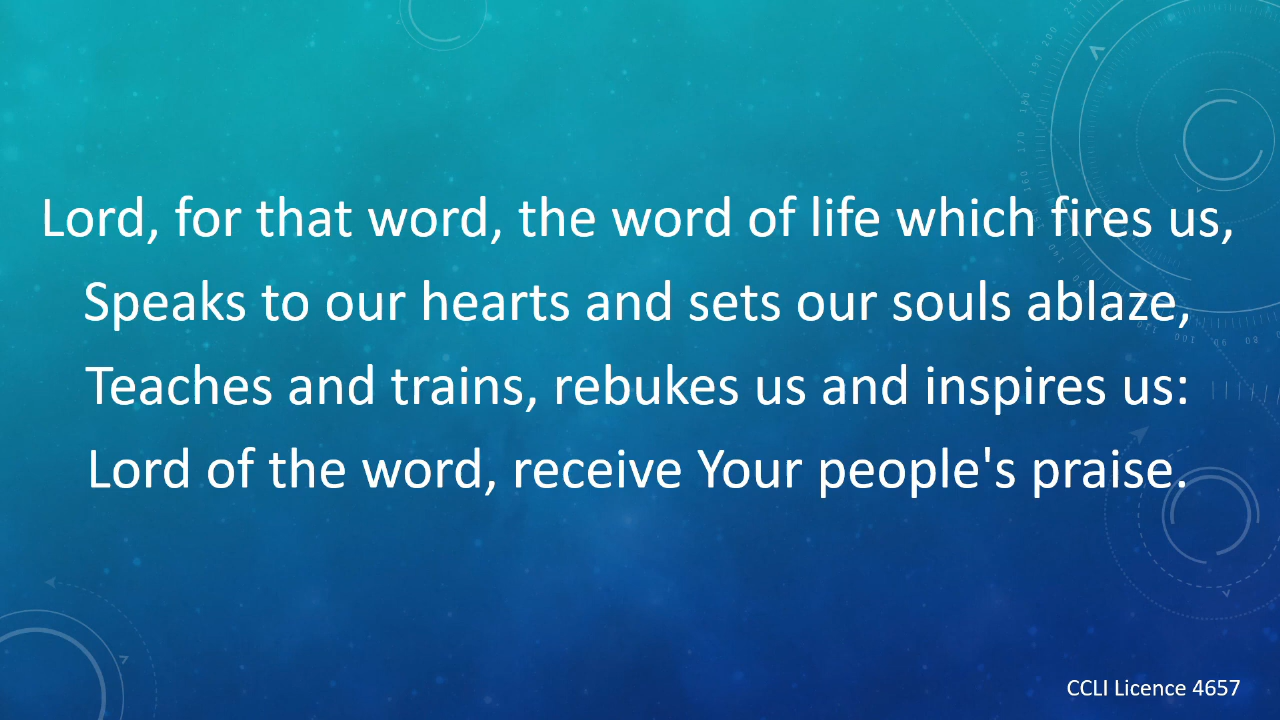 Lord, for that word, the word of life which fires us,
Speaks to our hearts and sets our souls ablaze,
Teaches and trains, rebukes us and inspires us:
Lord of the word, receive Your people's praise.
CCLI Licence 4657